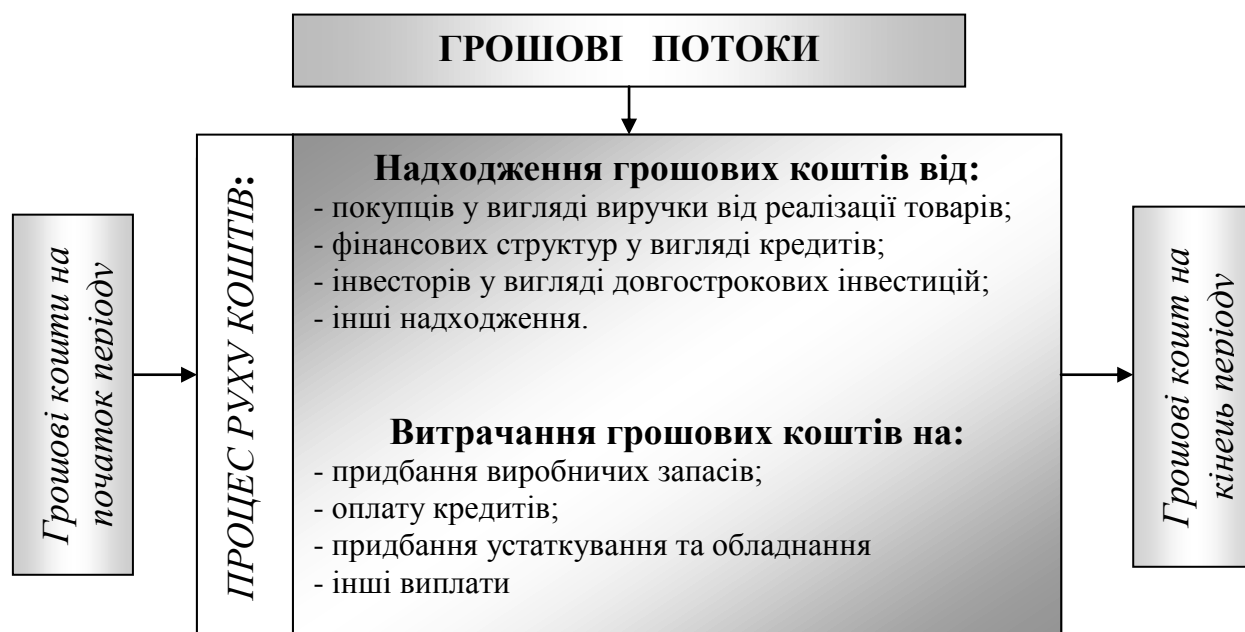 ГРОШОВІ ПОТОКИ
Грошові кошти на
початок періоду
ПРОЦЕС РУХУ КОШТІВ:
Надходження грошових коштів від:
- покупців у вигляді виручки від реалізації товарів;
- фінансових структур у вигляді кредитів;
- інвесторів у вигляді довгострокових інвестицій;
- інші надходження.
Витрачання грошових коштів на:
- придбання виробничих запасів;
- оплату кредитів;
- придбання устаткування та обладнання
- інші виплати
Грошові кошт на
кінець періоду